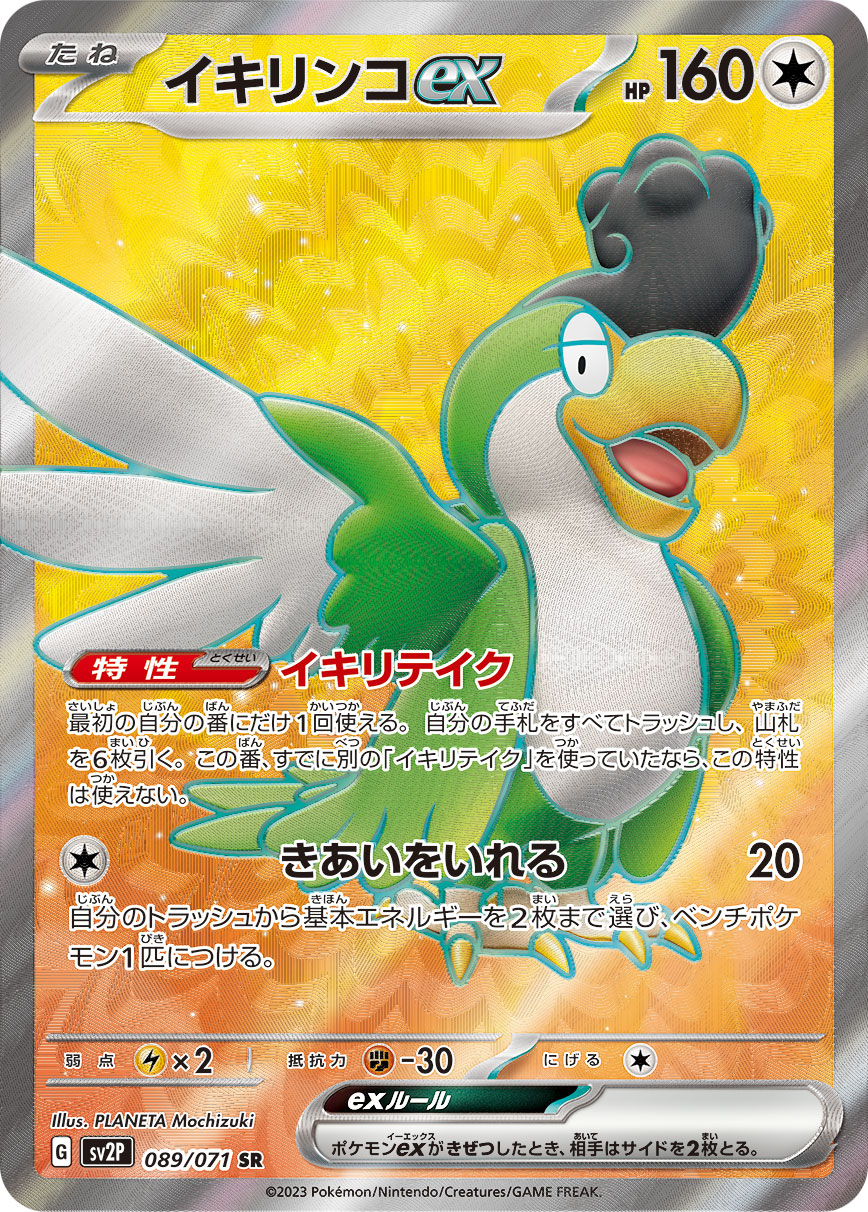 たね イキリンコex HP 160
特性 とくせい イキリテイク
最初の自分の番にだけ1回使える。自分の手札をすべてトラッシュし、山札
を6枚引く。この番、すでに別の「イキリテイク」を使っていたなら、この特性
は使えない。
きあいをいれる 20
自分のトラッシュから基本エネルギーを2枚まで選び、ベンチポケ
モン1匹につける。
弱点 ×2 抵抗力 -30 にげる
exルール
ポケモンexがきぜつしたとき、相手はサイドを2枚とる。
Illus. PLANETA Mochizuki
G sv2P 089/071 SR
©2023 Pokémon/Nintendo/Creatures/GAME FREAK.